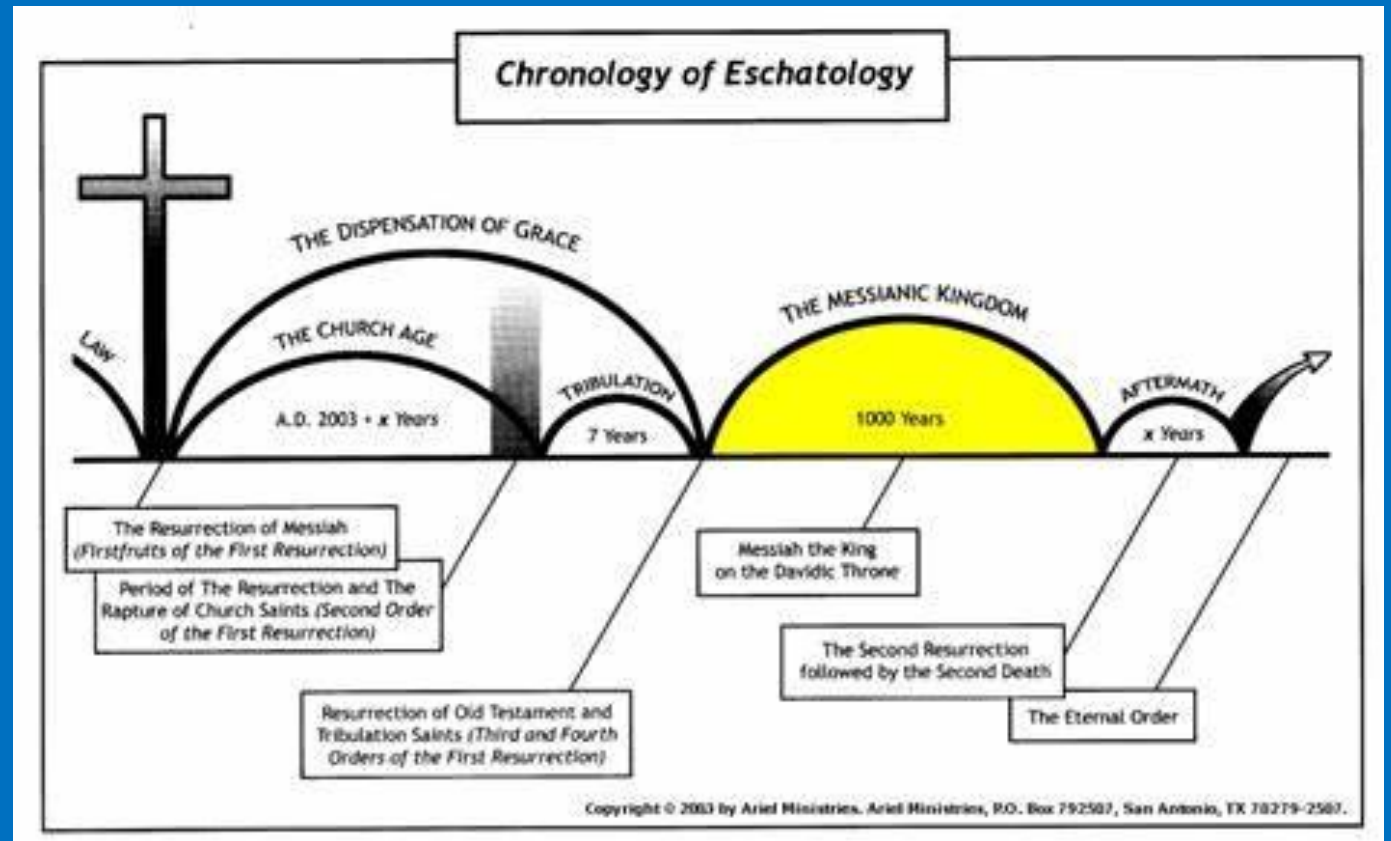 Chronology of Eschatology
LAW
THE DISPENSATION OF GRACE
THE CHURCH AGE
A.D. 2003 + x Years
TRIBULATION
7 Years
THE MESSIANIC KINGDOM
1000 Years
AFTERMATH
x Years
The Resurrection of Messiah
(Firstfruits of the First Resurrection)
Period of The Resurrection and The
Rapture of Church Saints (Second Order
of the First Resurrection)
Resurrection of Old Testament and
Tribulation Saints (Third and Fourth
Orders of the First Resurrection)
Messiah the King
on the Davidic Throne
The Second Resurrection
followed by the Second Death
The Eternal Order
Copyright © 2003 by Ariel Ministries. Ariel Ministries, P.O. Box 792507, San Antonio, TX 78279-2507.